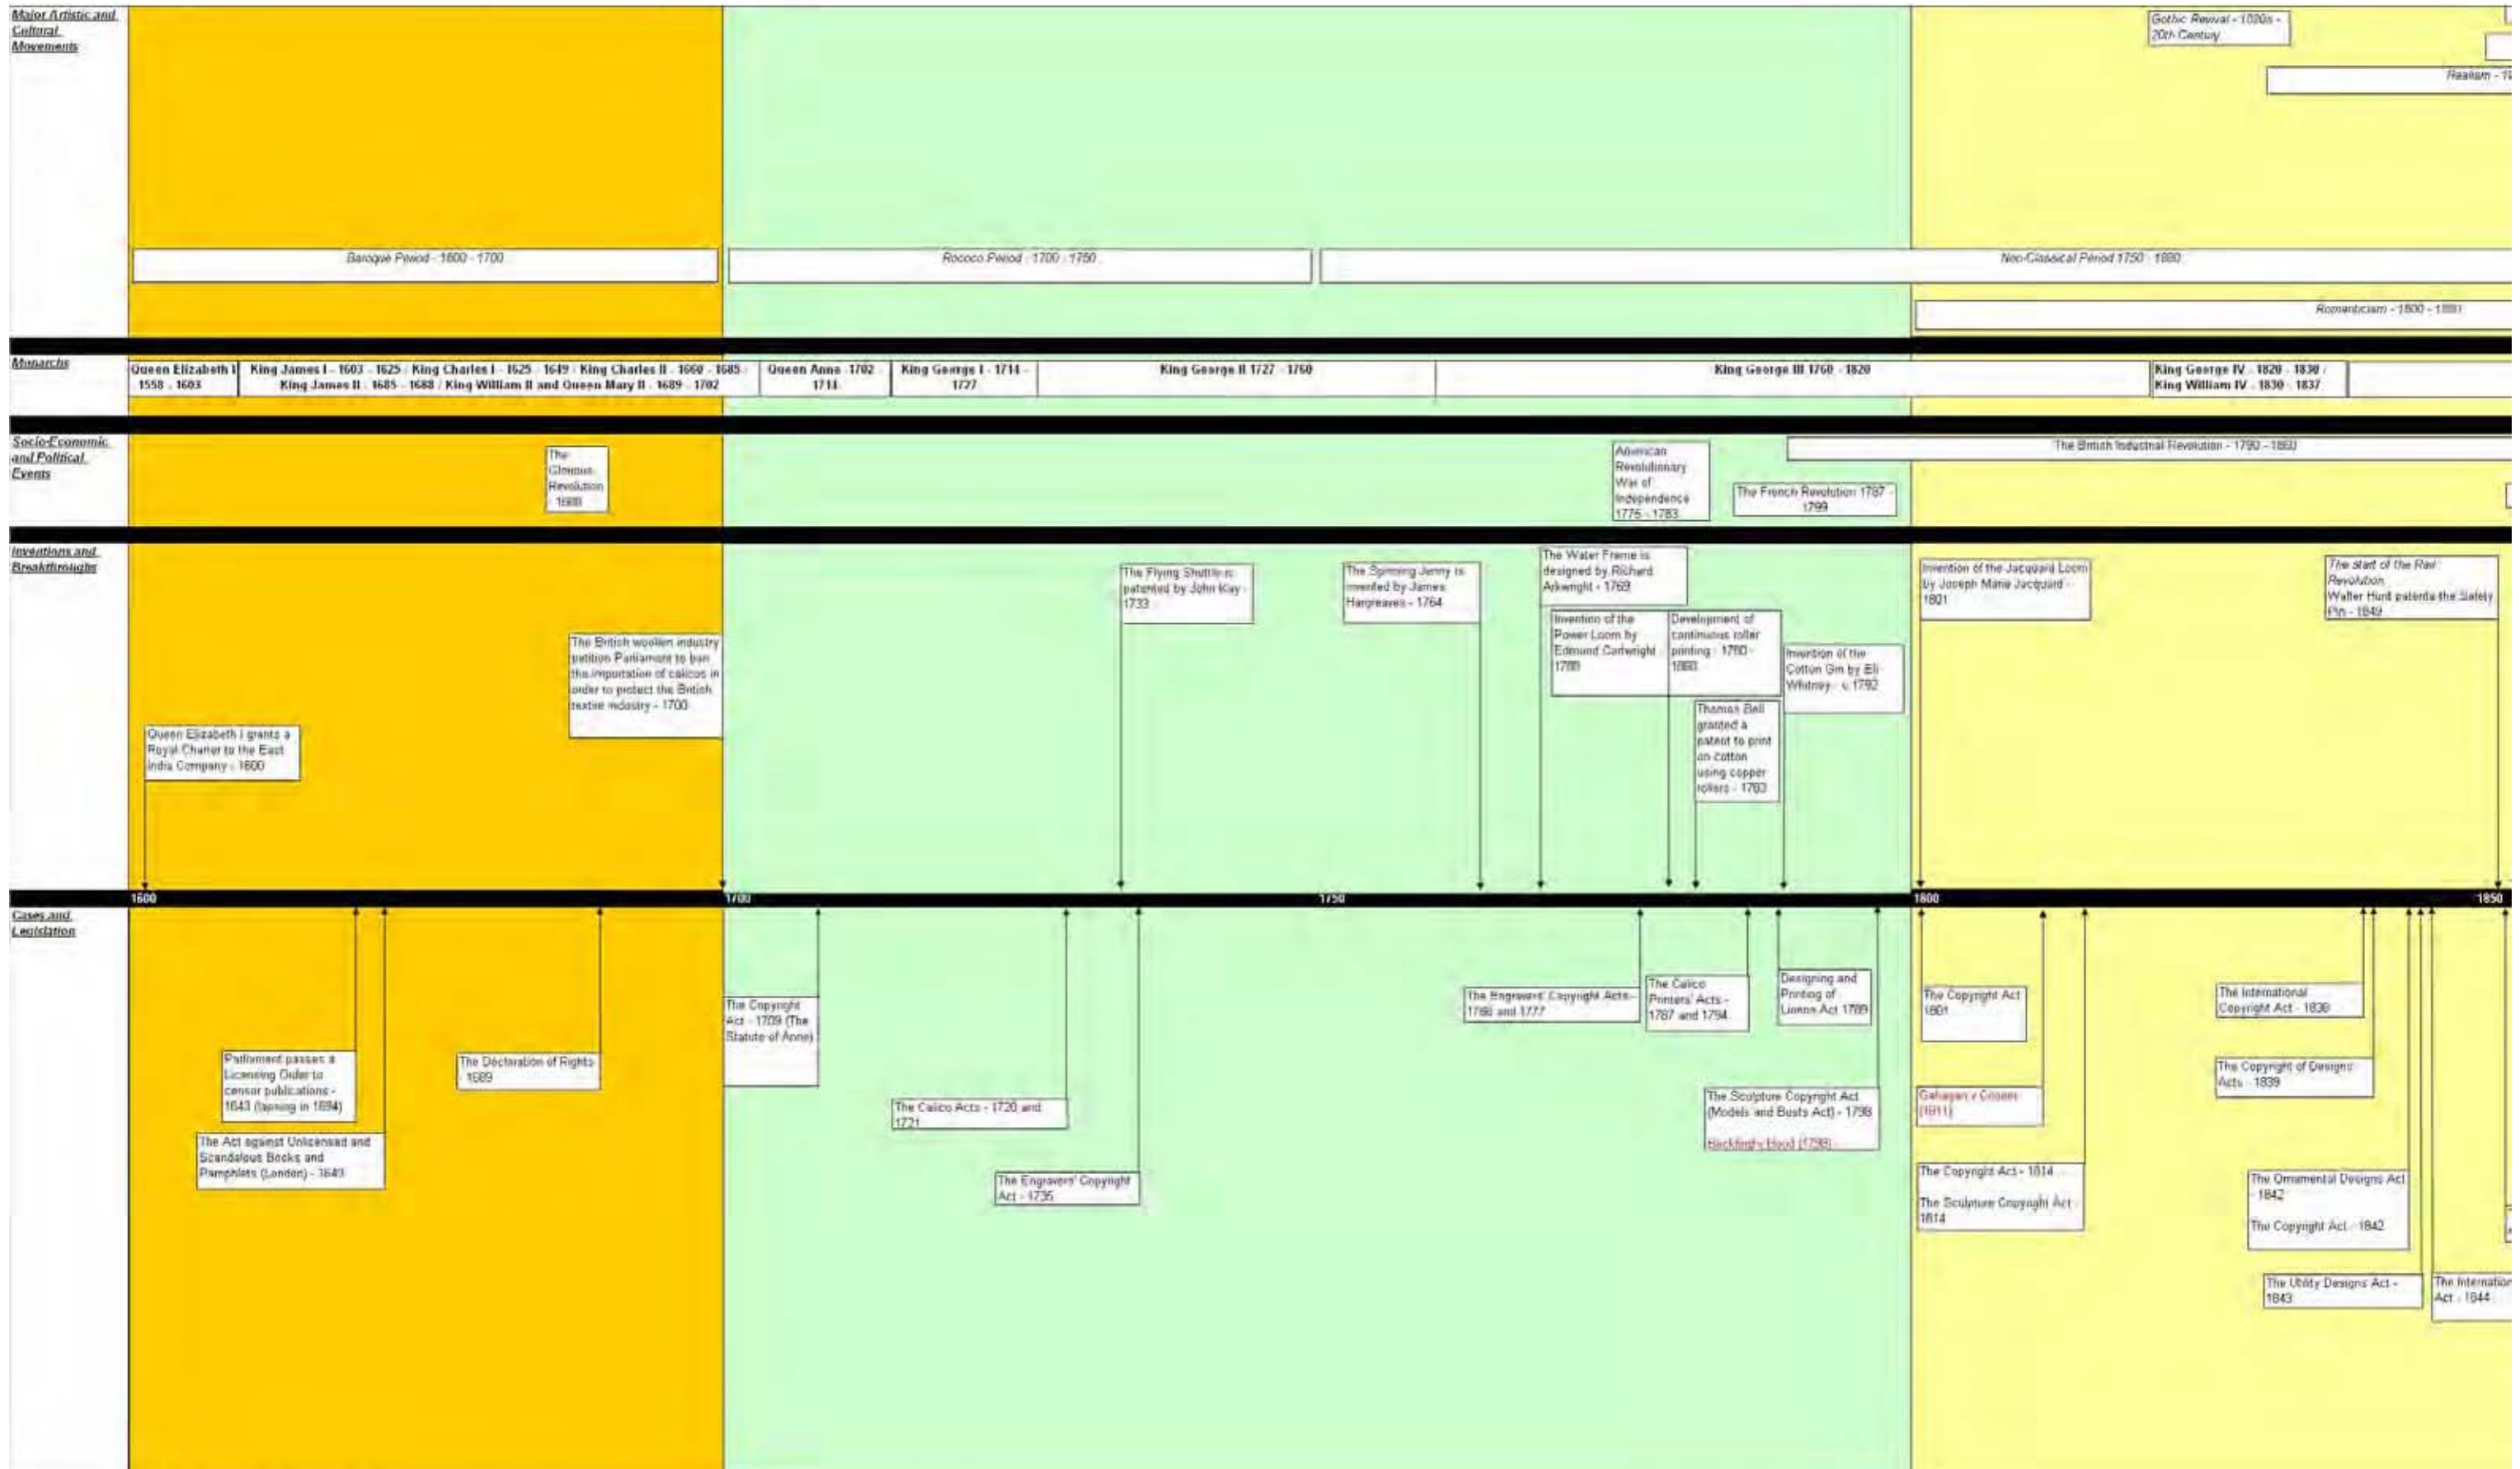 Major Artistic and
Cultural
Movements
Gothic Revival - 1820s -
20th Century
Realism -
Baroque Period - 1600 - 1700
Rococo Period - 1700 - 1750
Neo-Classical Period 1750 - 1880
Romanticism - 1800 - 1880
Monarchs
Queen Elizabeth I
1558 - 1603
King James I - 1603 - 1625 / King Charles I - 1625 - 1649 / King Charles II - 1660 - 1685
King James II - 1685 - 1688 / King William II and Queen Mary II - 1689 - 1702
Queen Anne 1702
1714
King George I - 1714 -
1727
King George II 1727 - 1760
King George III 1760 - 1820
King George IV - 1820 - 1830 /
King William IV - 1830 - 1837
Socio-Economic
and Political
Events
The
Glorious
Revolution
- 1688
American
Revolutionary
War of
Independence
1775 - 1783
The French Revolution 1787 -
1799
The British Industrial Revolution - 1790 - 1860
Inventions and
Breakthroughs
The Flying Shuttle is
patented by John Kay -
1733
The Spinning Jenny is
invented by James
Hargreaves - 1764
The Water Frame is
designed by Richard
Arkwright - 1769
Invention of the
Power Loom by
Edmund Cartwright -
Development of
continuous roller
printing - 1780 -
1860
Invention of the
Cotton Gin by Eli
Whitney - c.1792
Thomas Bell
granted a
patent to print
on cotton
using copper
rollers - 1783
Invention of the Jacquard Loom
by Joseph Marie Jacquard -
1801
The start of the
Revolution
Walter Hunt patents the Safety
Pin - 1849
The British woollen industry
petition Parliament to ban
the importation of calicos in
order to protect the British
textile industry - 1700
Queen Elizabeth I grants a
Royal Charter to the East
India Company - 1600
1600
1700
1750
1800
1850
Cases and
Legislation
Parliament passes a
Licensing Order to
censor publications -
1643 (lapsing in 1694)
The Act against Unlicensed and
Scandalous Books and
Pamphlets (London) - 1649
The Declaration of Rights
- 1689
The Copyright
Act - 1709 (The
Statute of Anne)
The Calico Acts - 1720 and
1721
The Engravers' Copyright
Act - 1735
The Engravers' Copyright Acts -
1766 and 1777
The Calico
Printers' Acts -
1787 and 1794
Designing and
Printing of
Linens Act 1789
The Sculpture Copyright Act
(Models and Busts Act) - 1798
Beckford v Hood (1798)
The Copyright Act
1801
Gahagan v Cooper
(1811)
The Copyright Act - 1814
The Sculpture Copyright Act -
1814
The International
Copyright Act - 1838
The Copyright of Designs
Acts - 1839
The Ornamental Designs Act
- 1842
The Copyright Act - 1842
The Utility Designs Act -
1843
The
Act - 1844